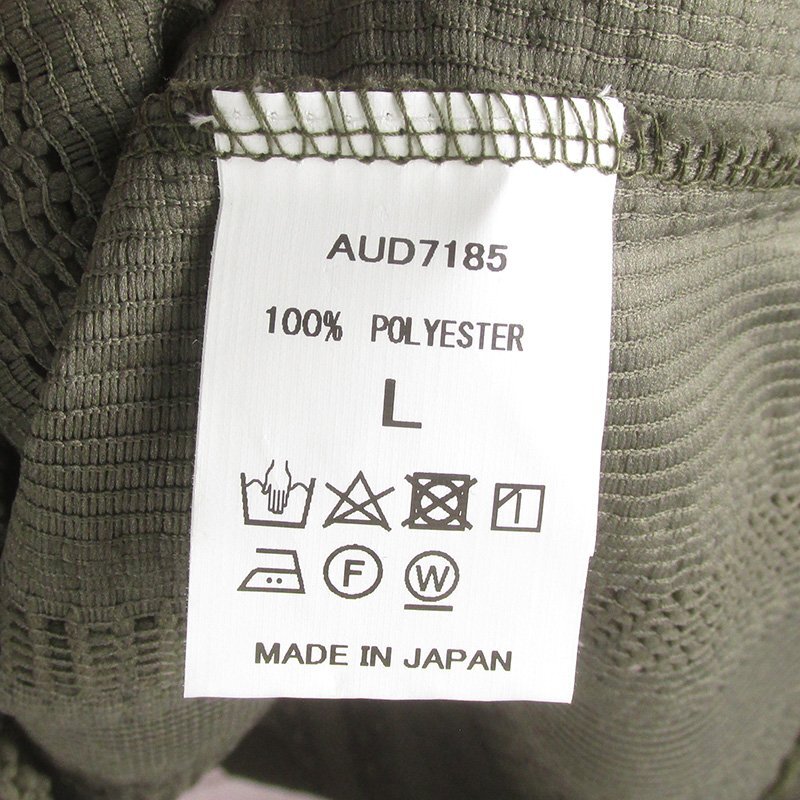 AUD7185
100% POLYESTER
L
F W
MADE IN JAPAN